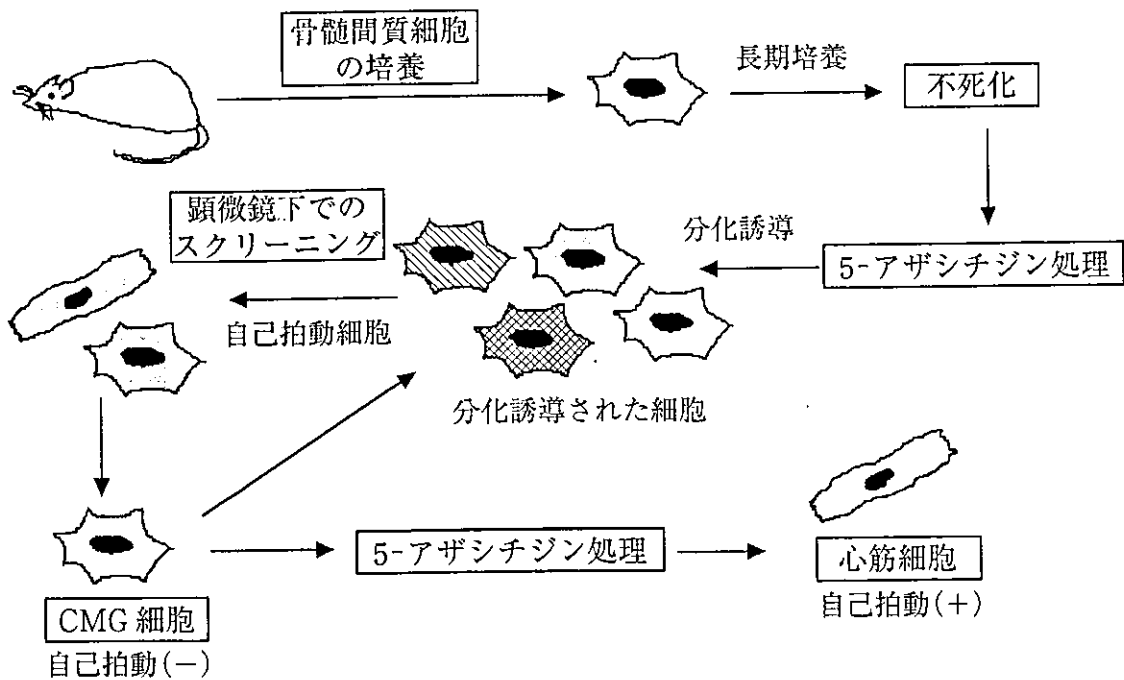 骨髄間質細胞
の培養
長期培養
不死化
顕微鏡下での
スクリーニング
分化誘導
5-アザシチジン処理
自己拍動細胞
分化誘導された細胞
5-アザシチジン処理
心筋細胞
自己拍動(+)
CMG 細胞
自己拍動(-)